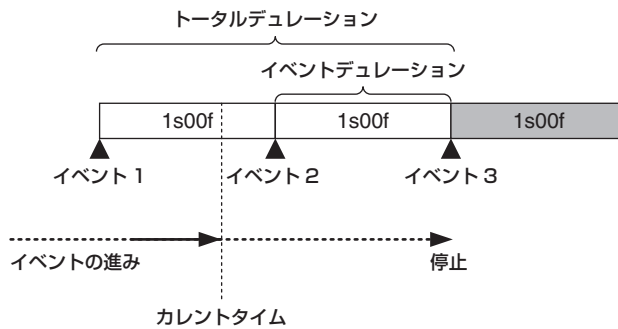 トータルデュレーション
イベントデュレーション
1s00f 1s00f 1s00f
イベント1 イベント2 イベント3
イベントの進み 停止
カレントタイム